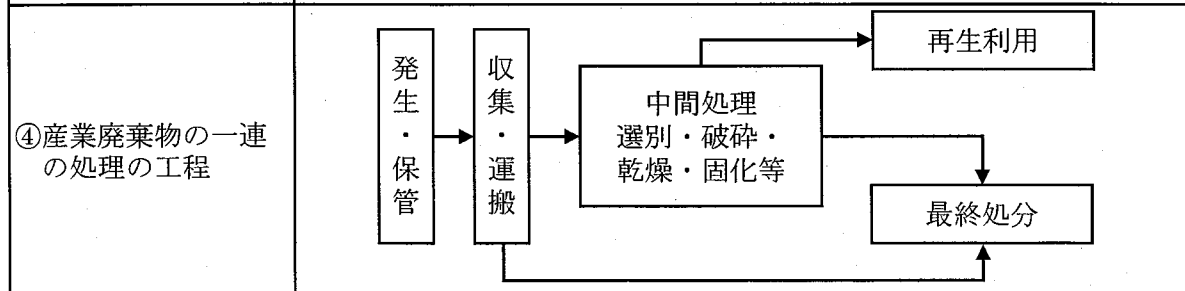 ④産業廃棄物の一連
の処理の工程
発生・保管
収集・運搬
中間処理
選別・破砕・
乾燥・固化等
再生利用
最終処分